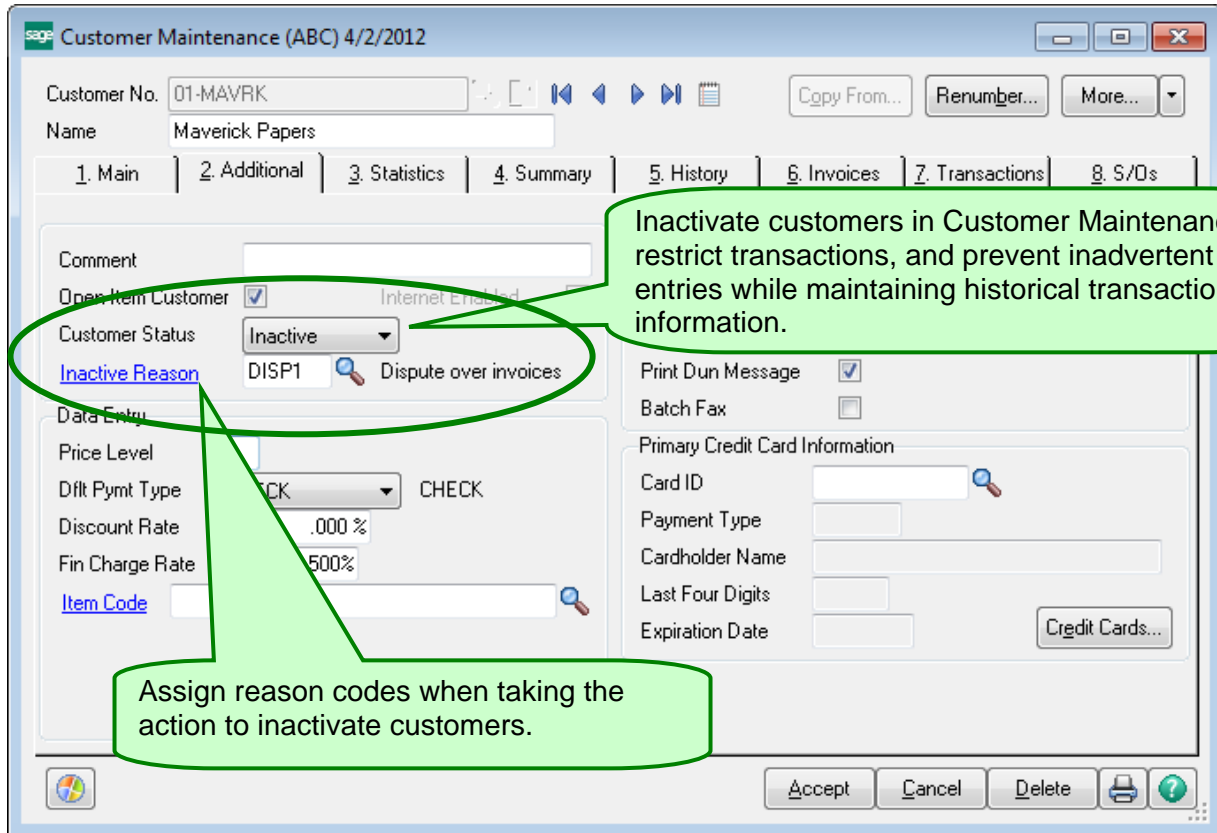 sage Customer Maintenance (ABC) 4/2/2012
Customer No. 01-MAVRK Copy From... Renumber... More...
Name Maverick Papers
1. Main 2. Additional 3. Statistics 4. Summary 5. History 6. Invoices 7. Transactions 8. S/Os
Inactivate customers in Customer Maintenanc
restrict transactions, and prevent inadvertent
entries while maintaining historical transactio
information.
Comment
Open Item Customer Internet Enabled
Customer Status Inactive
Inactive Reason DISP1 Dispute over invoices
Print Dun Message
Batch Fax
Data Entry
Price Level
Dflt Pymt Type CK CHECK
Discount Rate .000 %
Fin Charge Rate 500%
Item Code
Primary Credit Card Information
Card ID
Payment Type
Cardholder Name
Last Four Digits
Expiration Date Credit Cards...
Assign reason codes when taking the
action to inactivate customers.
Accept Cancel Delete